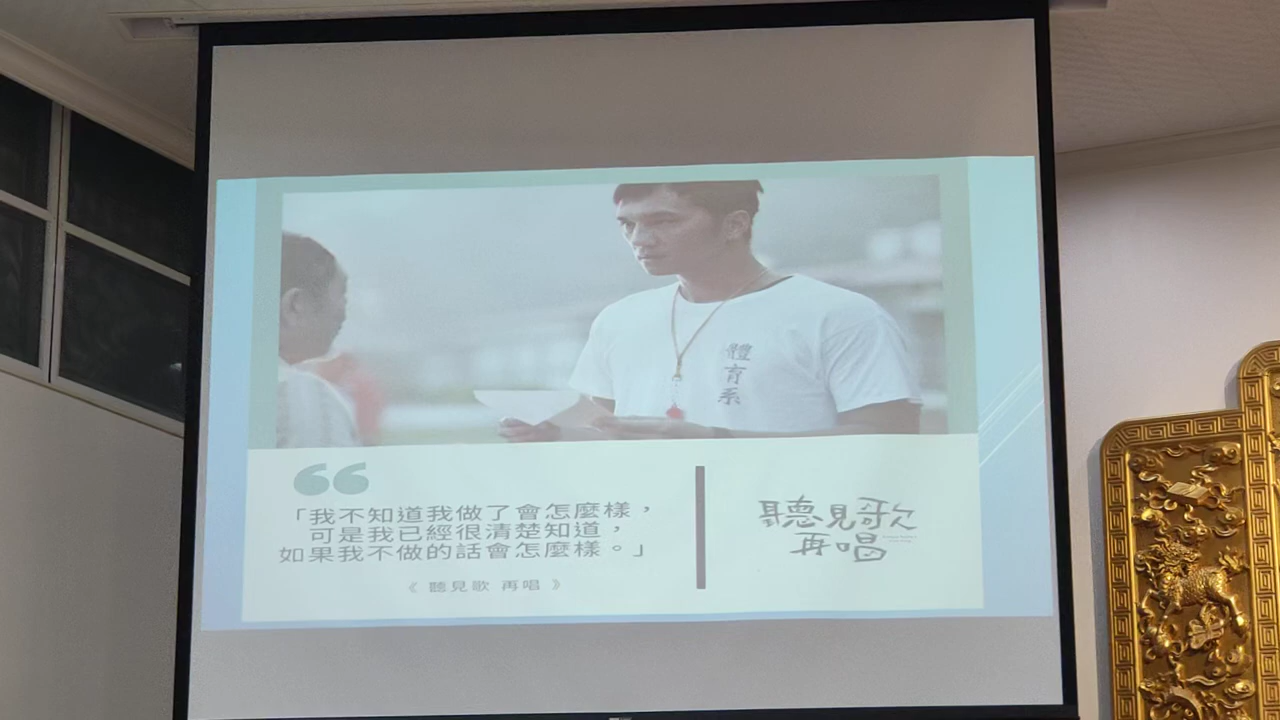 體育系
「我不知道我做了會怎麼樣，
可是我已經很清楚知道，
如果我不做的話會怎麼樣。」
《 聽見歌 再唱 》
聽見歌
再唱